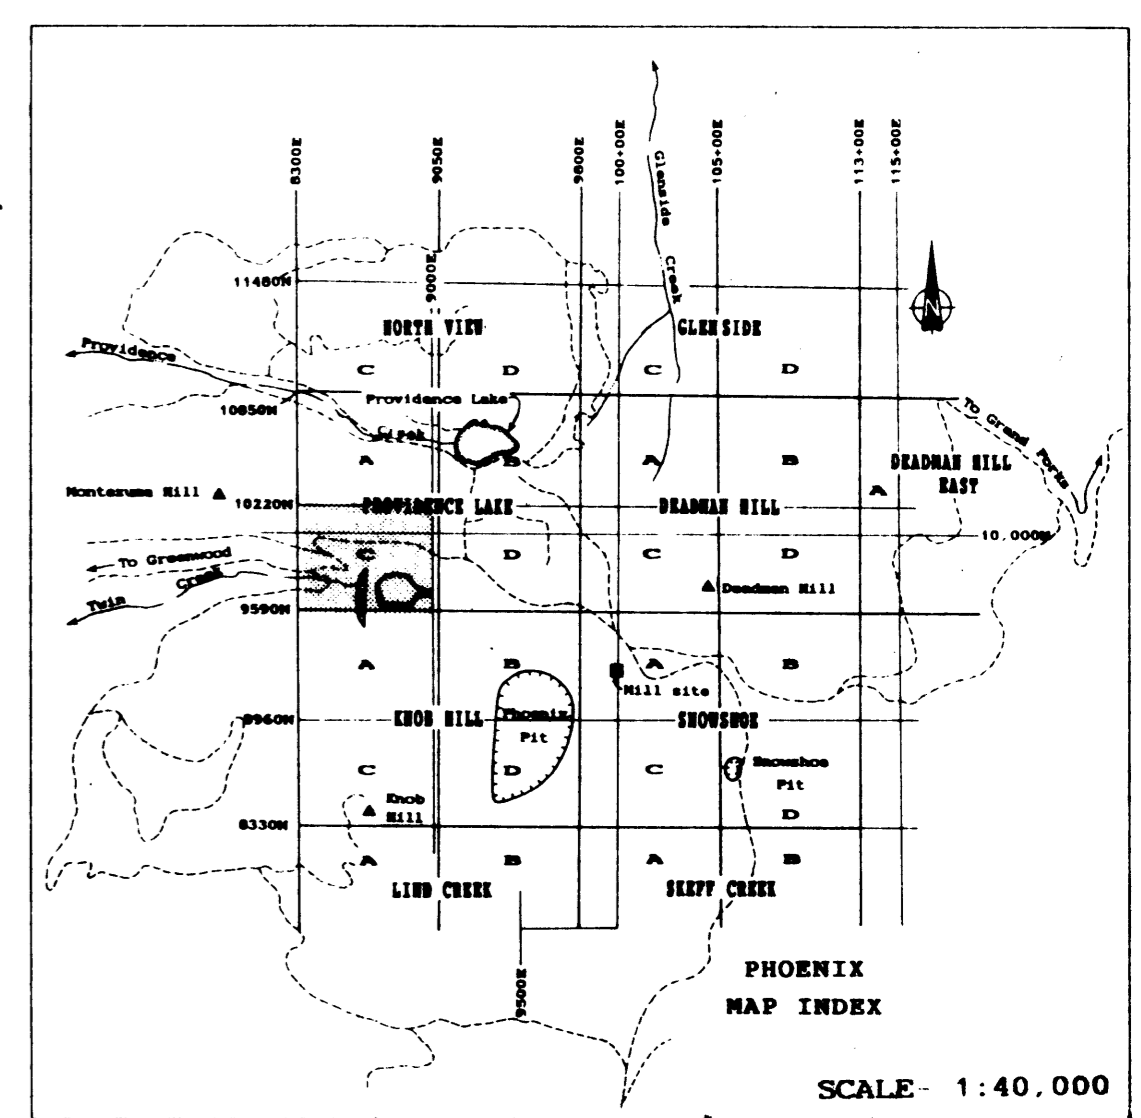 8300E
9050E
9800E
100+00E
105+00E
113+00E
115+00E
Glenside Creek
9000E
11480N
NORTH VIEW
GLENSIDE
N
Providence
C
D
C
D
Providence Lake
10850N
To Grand Forks
Creek
A
B
A
B
DEADMAN HILL
EAST
A
Montezuma Hill
10220N
PROVIDENCE LAKE
DEADMAN HILL
10,000N
To Greenwood
C
D
C
D
Twin Creek
Deadman Hill
9590N
A
B
A
B
Mill site
8960N
KNOB HILL
Phoenix
Pit
SNOWSHOE
C
D
C
Snowshoe
Pit
Knob
Hill
D
8330N
A
B
A
B
LIND CREEK
SKEFF CREEK
9500E
PHOENIX
MAP INDEX
SCALE - 1:40,000